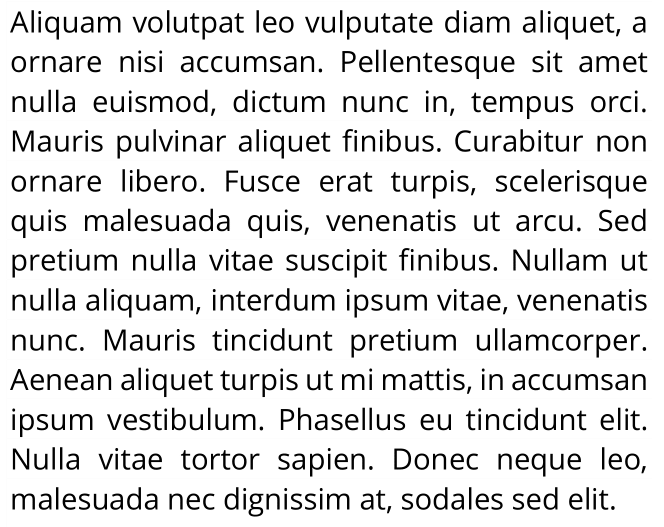 Aliquam volutpat leo vulputate diam aliquet, a
ornare nisi accumsan. Pellentesque sit amet
nulla euismod, dictum nunc in, tempus orci.
Mauris pulvinar aliquet finibus. Curabitur non
ornare libero. Fusce erat turpis, scelerisque
quis malesuada quis, venenatis ut arcu. Sed
pretium nulla vitae suscipit finibus. Nullam ut
nulla aliquam, interdum ipsum vitae, venenatis
nunc. Mauris tincidunt pretium ullamcorper.
Aenean aliquet turpis ut mi mattis, in accumsan
ipsum vestibulum. Phasellus eu tincidunt elit.
Nulla vitae tortor sapien. Donec neque leo,
malesuada nec dignissim at, sodales sed elit.